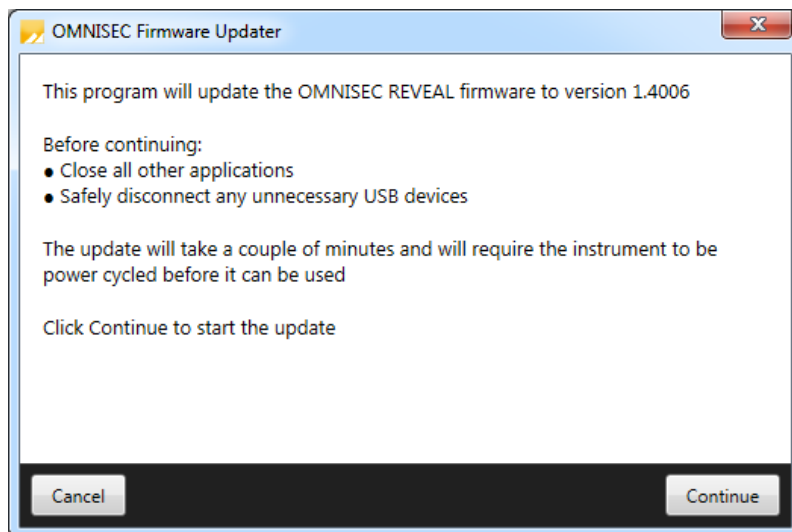 OMNISEC Firmware Updater
This program will update the OMNISEC REVEAL firmware to version 1.4006
Before continuing:
● Close all other applications
● Safely disconnect any unnecessary USB devices
The update will take a couple of minutes and will require the instrument to be
power cycled before it can be used
Click Continue to start the update
Cancel
Continue